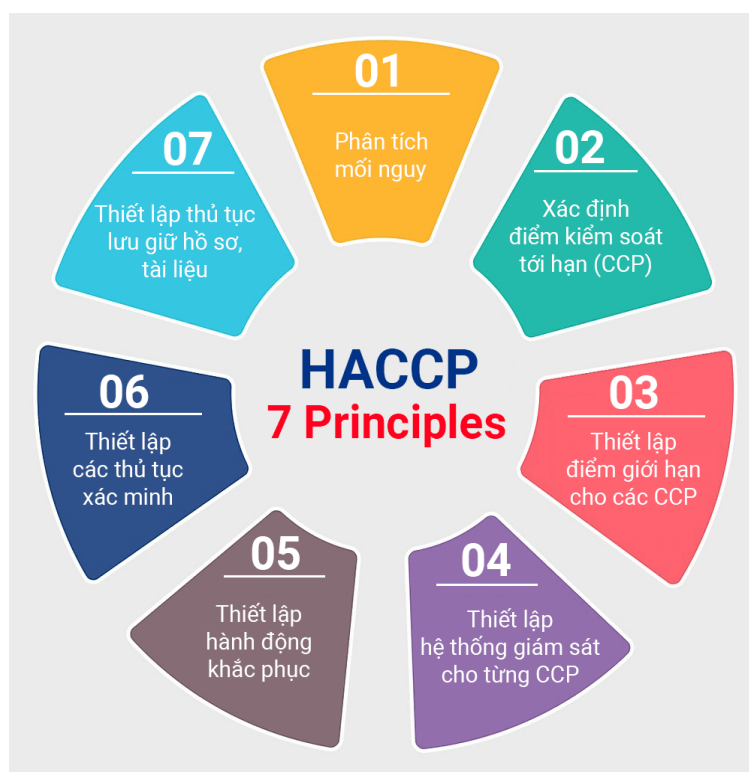 01
Phân tích
mối nguy
02
Xác định
điểm kiểm soát
tới hạn (CCP)
03
Thiết lập
điểm giới hạn
cho các CCP
04
Thiết lập
hệ thống giám sát
cho từng CCP
05
Thiết lập
hành động
khắc phục
06
Thiết lập
các thủ tục
xác minh
07
Thiết lập thủ tục
lưu giữ hồ sơ,
tài liệu
HACCP
7 Principles